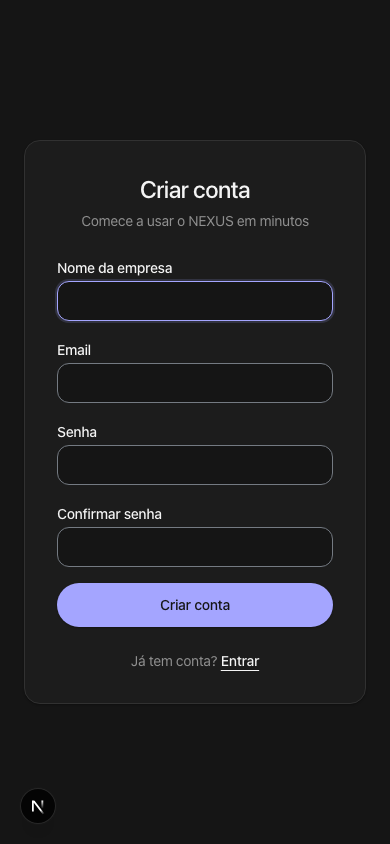 Criar conta
Comece a usar o NEXUS em minutos
Nome da empresa
Email
Senha
Confirmar senha
Criar conta
Já tem conta? Entrar
N